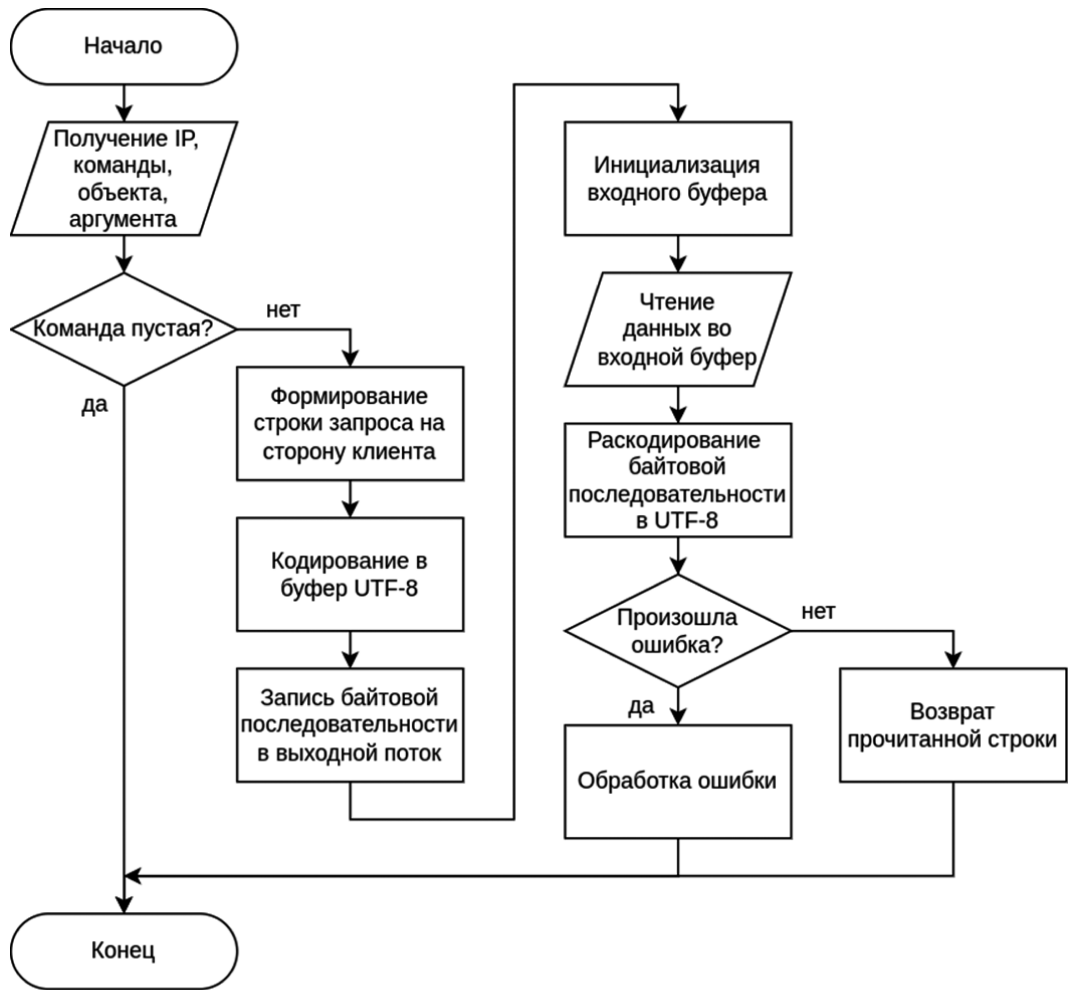 Начало
Получение IP,
команды,
объекта,
аргумента
Команда пустая?
нет
да
Формирование
строки запроса на
сторону клиента
Кодирование в
буфер UTF-8
Запись байтовой
последовательности
в выходной поток
Инициализация
входного буфера
Чтение
данных во
входной буфер
Раскодирование
байтовой
последовательности
в UTF-8
Произошла
ошибка?
нет
да
Обработка ошибки
Возврат
прочитанной строки
Конец